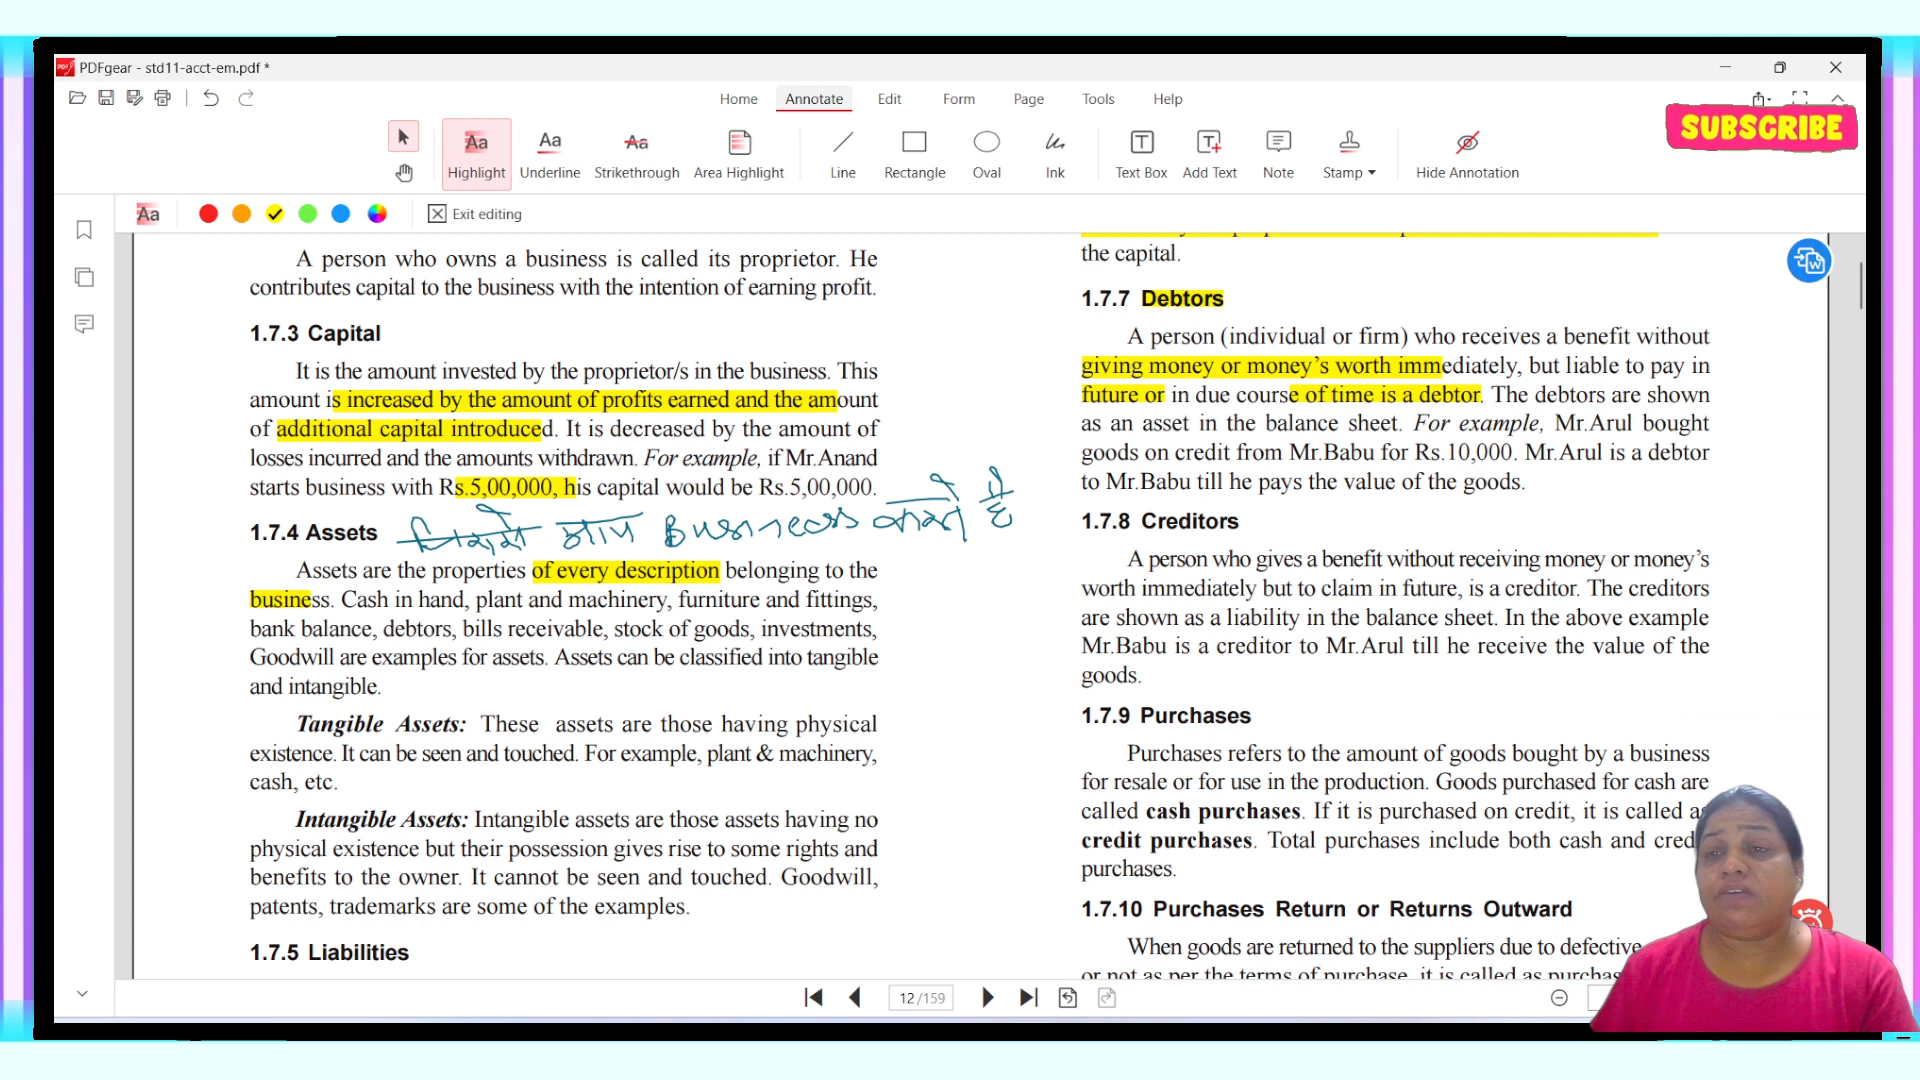 PDFgear - std11-acct-em.pdf *
Home Annotate Edit Form Page Tools Help
SUBSCRIBE
Highlight Underline Strikethrough Area Highlight Line Rectangle Oval Ink Text Box Add Text Note Stamp Hide Annotation
Exit editing
A person who owns a business is called its proprietor. He
contributes capital to the business with the intention of earning profit.
1.7.3 Capital
It is the amount invested by the proprietor/s in the business. This
amount is increased by the amount of profits earned and the amount
of additional capital introduced. It is decreased by the amount of
losses incurred and the amounts withdrawn. For example, if Mr.Anand
starts business with Rs.5,00,000, his capital would be Rs.5,00,000.
1.7.4 Assets
Business
Assets are the properties of every description belonging to the
business. Cash in hand, plant and machinery, furniture and fittings,
bank balance, debtors, bills receivable, stock of goods, investments,
Goodwill are examples for assets. Assets can be classified into tangible
and intangible.
Tangible Assets: These assets are those having physical
existence. It can be seen and touched. For example, plant & machinery,
cash, etc.
Intangible Assets: Intangible assets are those assets having no
physical existence but their possession gives rise to some rights and
benefits to the owner. It cannot be seen and touched. Goodwill,
patents, trademarks are some of the examples.
1.7.5 Liabilities
the capital.
1.7.7 Debtors
A person (individual or firm) who receives a benefit without
giving money or money's worth immediately, but liable to pay in
future or in due course of time is a debtor. The debtors are shown
as an asset in the balance sheet. For example, Mr.Arul bought
goods on credit from Mr.Babu for Rs.10,000. Mr.Arul is a debtor
to Mr.Babu till he pays the value of the goods.
1.7.8 Creditors
A person who gives a benefit without receiving money or money's
worth immediately but to claim in future, is a creditor. The creditors
are shown as a liability in the balance sheet. In the above example
Mr.Babu is a creditor to Mr.Arul till he receive the value of the
goods.
1.7.9 Purchases
Purchases refers to the amount of goods bought by a business
for resale or for use in the production. Goods purchased for cash are
called cash purchases. If it is purchased on credit, it is called as
credit purchases. Total purchases include both cash and cred
purchases.
1.7.10 Purchases Return or Returns Outward
When goods are returned to the suppliers due to defective
or not as per the terms of purchase, it is called as purchas
12 /159